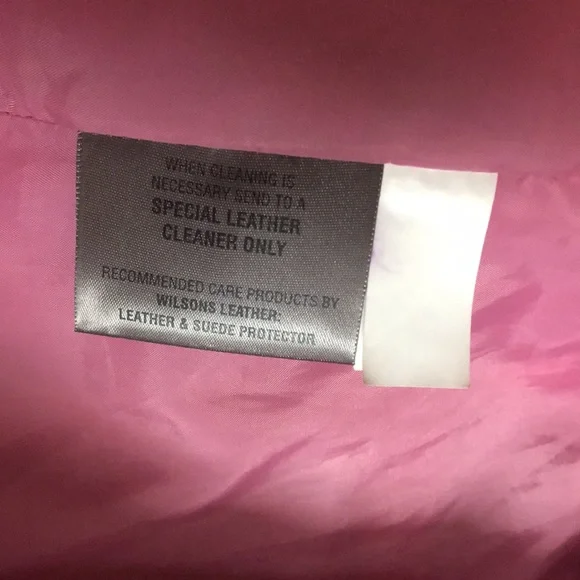 WHEN CLEANING IS
NECESSARY SEND TO A
SPECIAL LEATHER
CLEANER ONLY
RECOMMENDED CARE PRODUCTS BY
WILSONS LEATHER:
LEATHER & SUEDE PROTECTOR